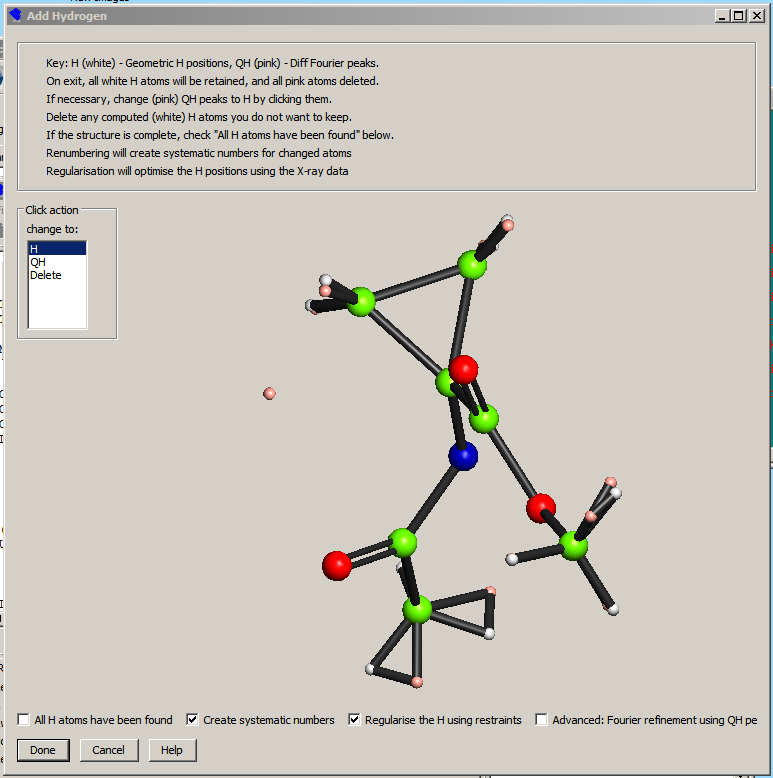 Add Hydrogen
Key: H (white) - Geometric H positions, QH (pink) - Diff Fourier peaks.
On exit, all white H atoms will be retained, and all pink atoms deleted.
If necessary, change (pink) QH peaks to H by clicking them.
Delete any computed (white) H atoms you do not want to keep.
If the structure is complete, check "All H atoms have been found" below.
Renumbering will create systematic numbers for changed atoms
Regularisation will optimise the H positions using the X-ray data
Click action
change to:
H
QH
Delete
All H atoms have been found
Create systematic numbers
Regularise the H using restraints
Advanced: Fourier refinement using QH pe
Done
Cancel
Help